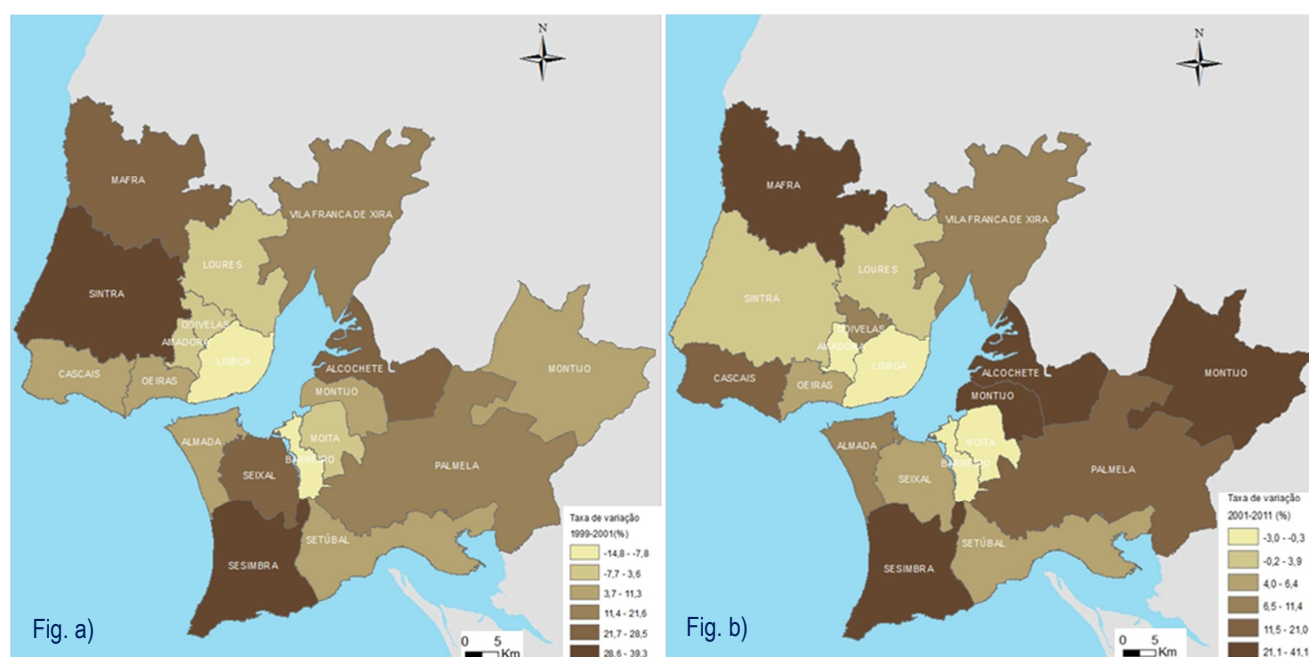 N
MAFRA
VILA FRANCA DE XIRA
LOURES
SINTRA
ODIVELAS
AMADORA
LISBOA
CASCAIS
OEIRAS
ALCOCHETE
MONTIJO
MONTIJO
ALMADA
MOITA
BARREIRO
SEIXAL
PALMELA
SETÚBAL
SESIMBRA
Taxa de variação
1999-2001(%)
-14,8 - -7,8
-7,7 - 3,6
3,7 - 11,3
11,4 - 21,6
21,7 - 28,5
28,6 - 39,3
0 5
Km
Fig. a)
N
MAFRA
VILA FRANCA DE XIRA
LOURES
SINTRA
ODIVELAS
AMADORA
LISBOA
CASCAIS
OEIRAS
ALCOCHETE
MONTIJO
MONTIJO
ALMADA
MOITA
BARREIRO
SEIXAL
PALMELA
SETÚBAL
SESIMBRA
Taxa de variação
2001-2011 (%)
-3,0 - -0,3
-0,2 - 3,9
4,0 - 6,4
6,5 - 11,4
11,5 - 21,0
21,1 - 41,1
0 5
Km
Fig. b)